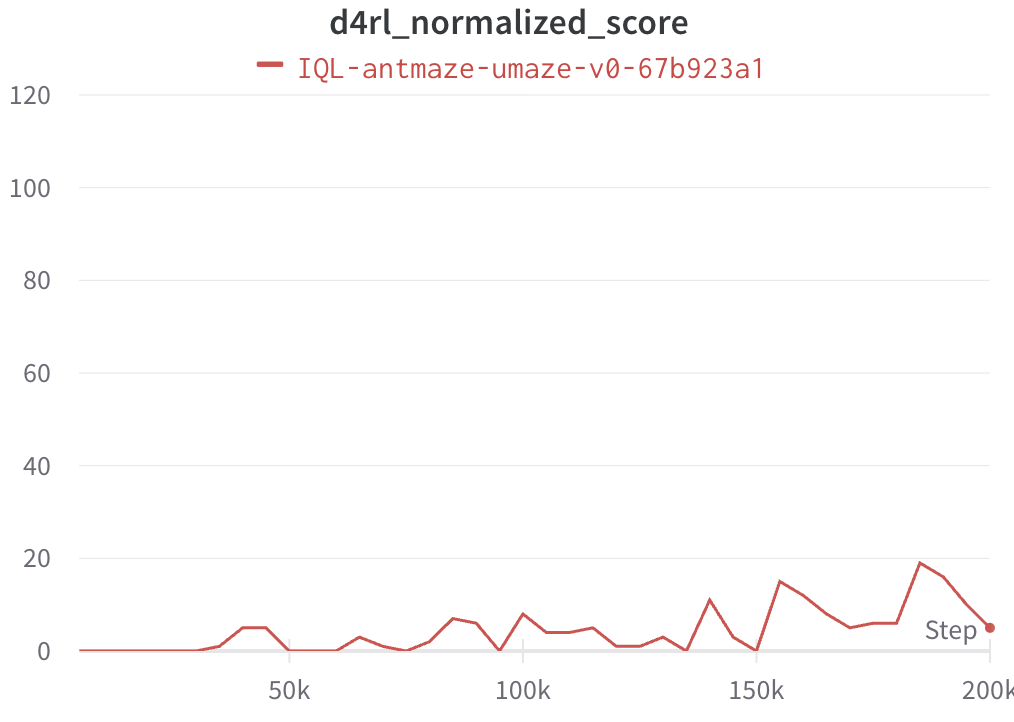 d4rl_normalized_score
IQL-antmaze-umaze-v0-67b923a1
120
100
80
60
40
20
0
Step
50k
100k
150k
200k